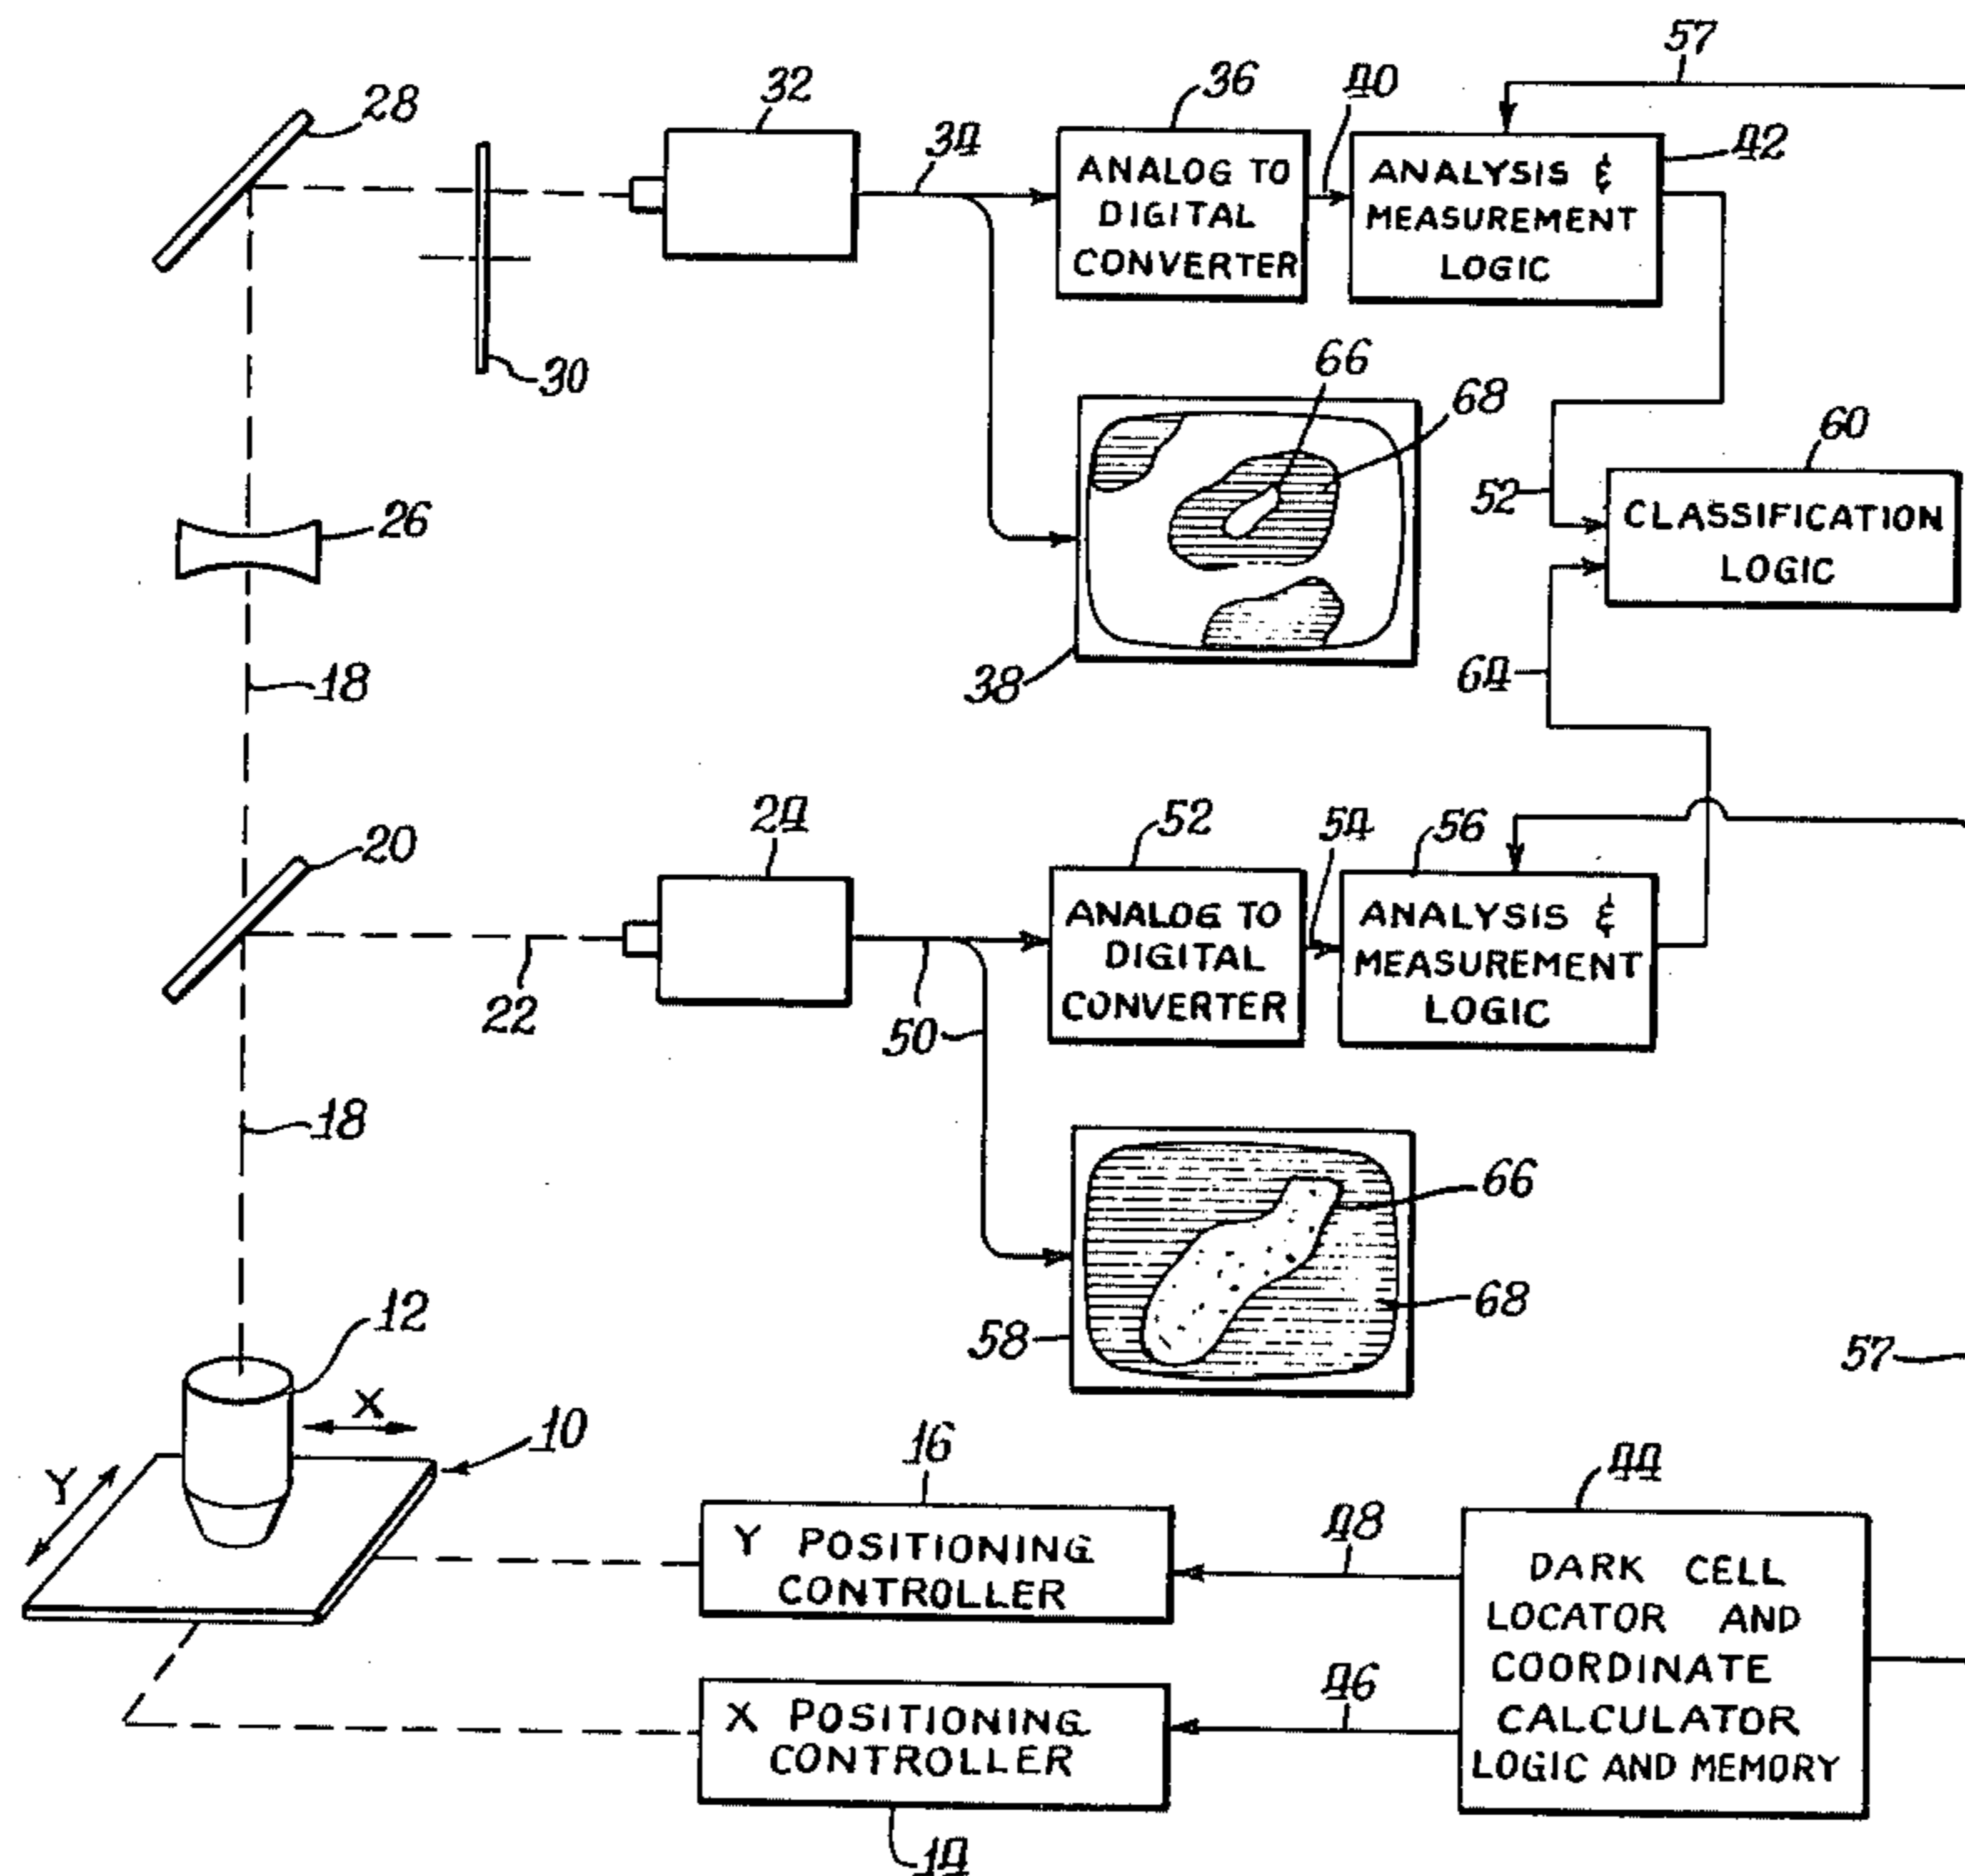 57
28
32
36
40
42
34
ANALOG TO
DIGITAL
CONVERTER
ANALYSIS &
MEASUREMENT
LOGIC
30
66
68
60
26
52
CLASSIFICATION
LOGIC
18
38
64
20
24
52
54
56
22
50
ANALOG TO
DIGITAL
CONVERTER
ANALYSIS &
MEASUREMENT
LOGIC
18
66
12
68
58
57
X
10
16
44
Y
48
Y POSITIONING
CONTROLLER
DARK CELL
LOCATOR AND
COORDINATE
CALCULATOR
LOGIC AND MEMORY
46
X POSITIONING
CONTROLLER
14